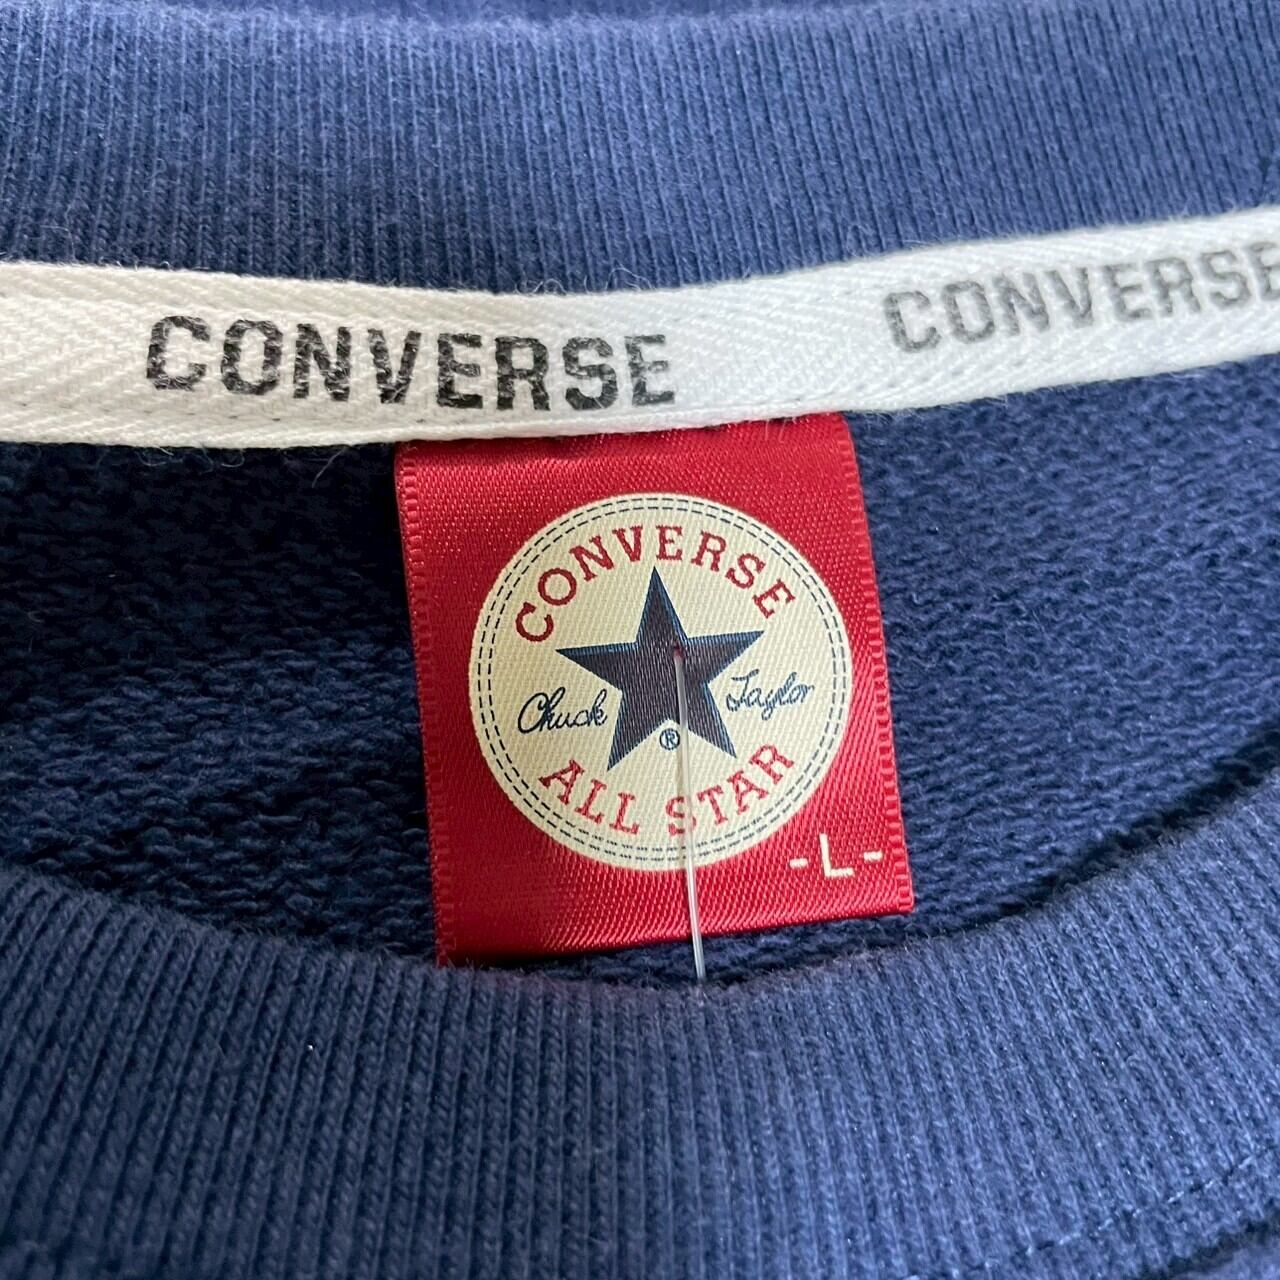 CONVERSE CONVERSE
CONVERSE
Chuck Taylor
®
ALL STAR
-L-